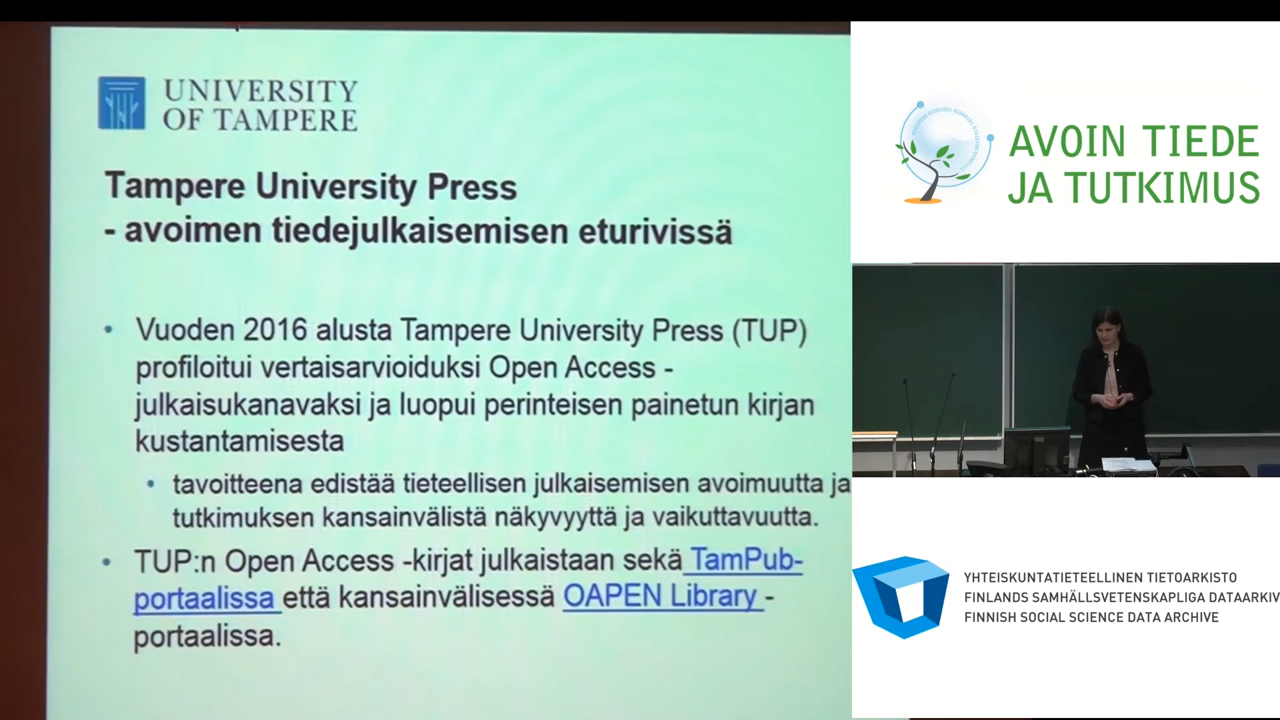 UNIVERSITY
OF TAMPERE
Tampere University Press
- avoimen tiedejulkaisemisen eturivissä
• Vuoden 2016 alusta Tampere University Press (TUP)
profiloitui vertaisarvioiduksi Open Access -
julkaisukanavaksi ja luopui perinteisen painetun kirjan
kustantamisesta
• tavoitteena edistää tieteellisen julkaisemisen avoimuutta ja
tutkimuksen kansainvälistä näkyvyyttä ja vaikuttavuutta.
• TUP:n Open Access -kirjat julkaistaan sekä TamPub-
portaalissa että kansainvälisessä OAPEN Library -
portaalissa.
AVOIN TIEDE
JA TUTKIMUS
YHTEISKUNTATIETEELLINEN TIETOARKISTO
FINLANDS SAMHÄLLSVETENSKAPLIGA DATAARKIV
FINNISH SOCIAL SCIENCE DATA ARCHIVE